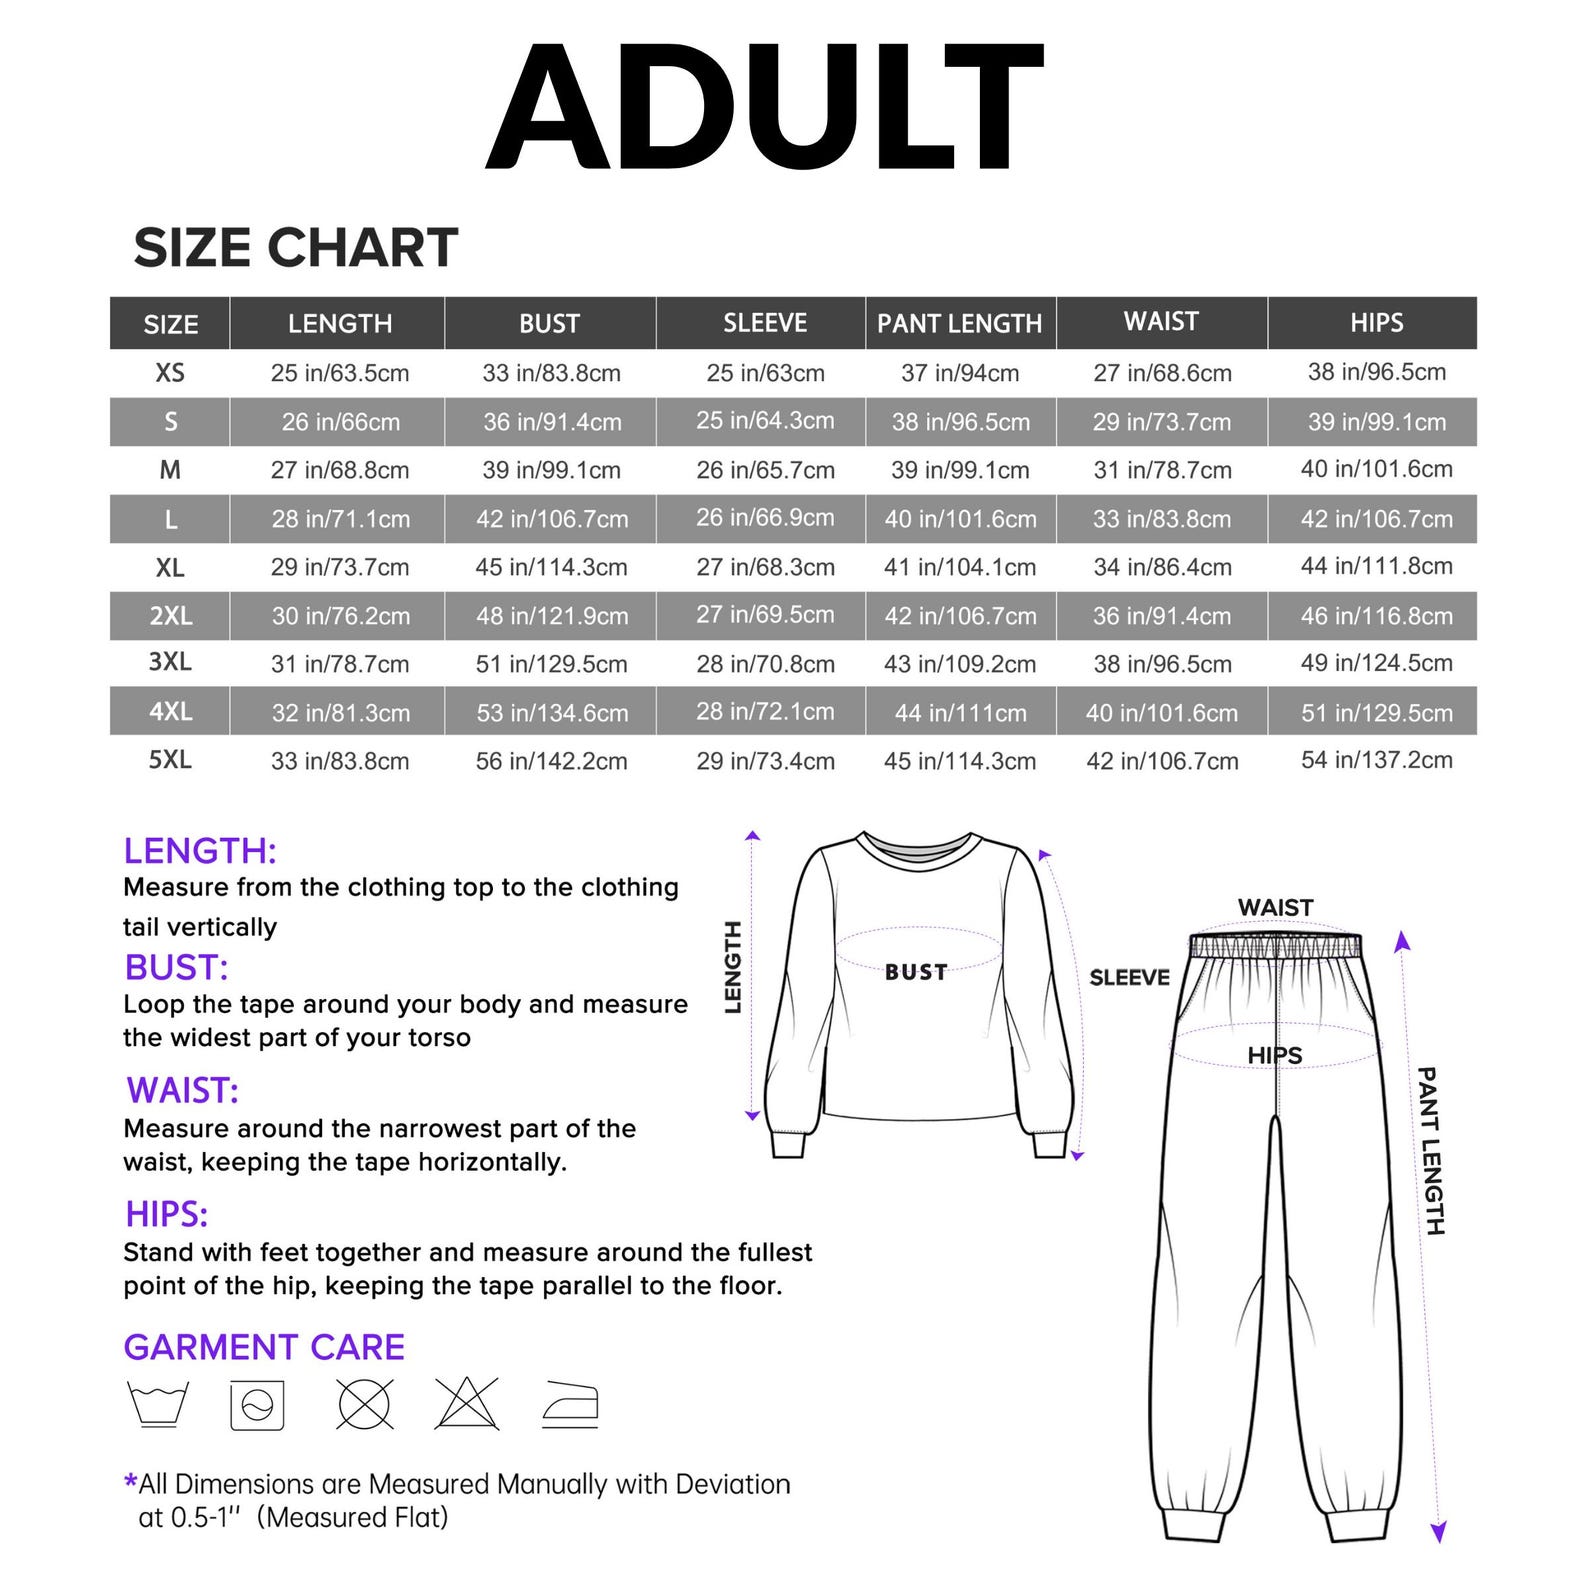 ADULT
SIZE CHART
SIZE LENGTH BUST SLEEVE PANT LENGTH WAIST HIPS
XS 25 in/63.5cm 33 in/83.8cm 25 in/63cm 37 in/94cm 27 in/68.6cm 38 in/96.5cm
S 26 in/66cm 36 in/91.4cm 25 in/64.3cm 38 in/96.5cm 29 in/73.7cm 39 in/99.1cm
M 27 in/68.8cm 39 in/99.1cm 26 in/65.7cm 39 in/99.1cm 31 in/78.7cm 40 in/101.6cm
L 28 in/71.1cm 42 in/106.7cm 26 in/66.9cm 40 in/101.6cm 33 in/83.8cm 42 in/106.7cm
XL 29 in/73.7cm 45 in/114.3cm 27 in/68.3cm 41 in/104.1cm 34 in/86.4cm 44 in/111.8cm
2XL 30 in/76.2cm 48 in/121.9cm 27 in/69.5cm 42 in/106.7cm 36 in/91.4cm 46 in/116.8cm
3XL 31 in/78.7cm 51 in/129.5cm 28 in/70.8cm 43 in/109.2cm 38 in/96.5cm 49 in/124.5cm
4XL 32 in/81.3cm 53 in/134.6cm 28 in/72.1cm 44 in/111cm 40 in/101.6cm 51 in/129.5cm
5XL 33 in/83.8cm 56 in/142.2cm 29 in/73.4cm 45 in/114.3cm 42 in/106.7cm 54 in/137.2cm
LENGTH:
Measure from the clothing top to the clothing
tail vertically
BUST:
Loop the tape around your body and measure
the widest part of your torso
WAIST:
Measure around the narrowest part of the
waist, keeping the tape horizontally.
HIPS:
Stand with feet together and measure around the fullest
point of the hip, keeping the tape parallel to the floor.
GARMENT CARE
*All Dimensions are Measured Manually with Deviation
at 0.5-1" (Measured Flat)
LENGTH
BUST
SLEEVE
WAIST
HIPS
PANT LENGTH